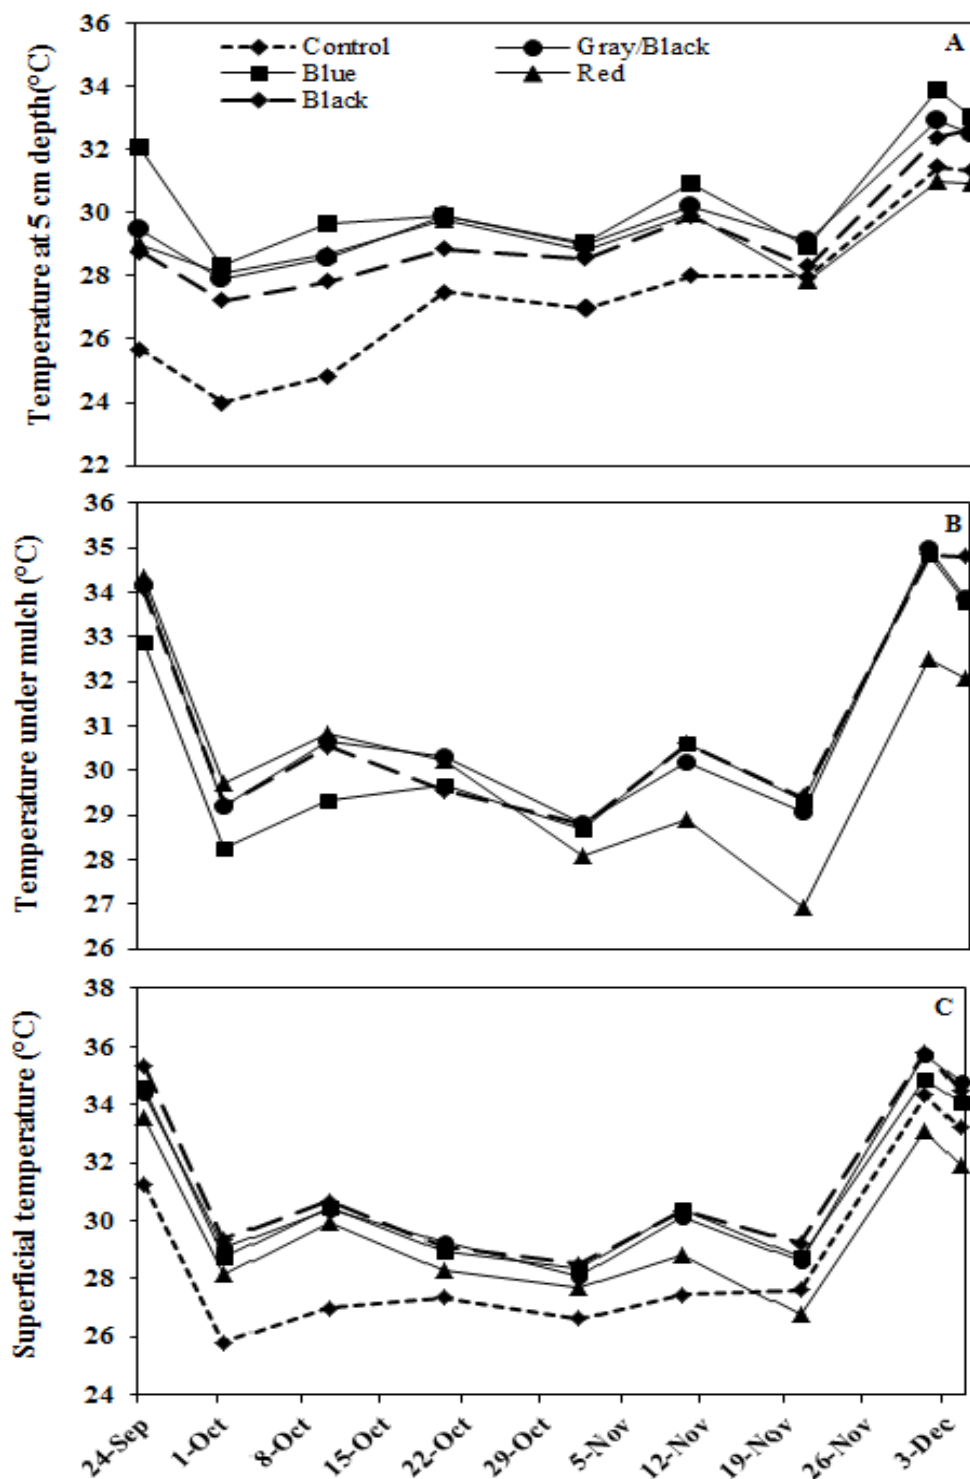 36
34
32
30
28
26
24
22
Temperature at 5 cm depth(°C)
Control
Gray/Black
Blue
Red
Black
A
36
35
34
33
32
31
30
29
28
27
26
Temperature under mulch (°C)
B
38
36
34
32
30
28
26
24
Superficial temperature (°C)
C
24-Sep
1-Oct
8-Oct
15-Oct
22-Oct
29-Oct
5-Nov
12-Nov
19-Nov
26-Nov
3-Dec